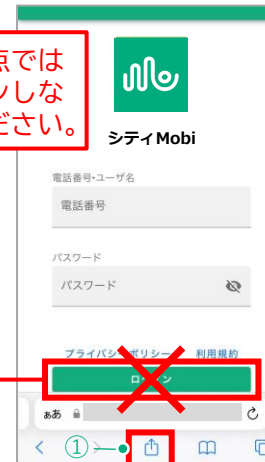 点では
ンしな
ださい。
シティMobi
電話番号・ユーザ名
電話番号
パスワード
パスワード
プライバシーポリシー 利用規約
ログイン
ぁあ
①